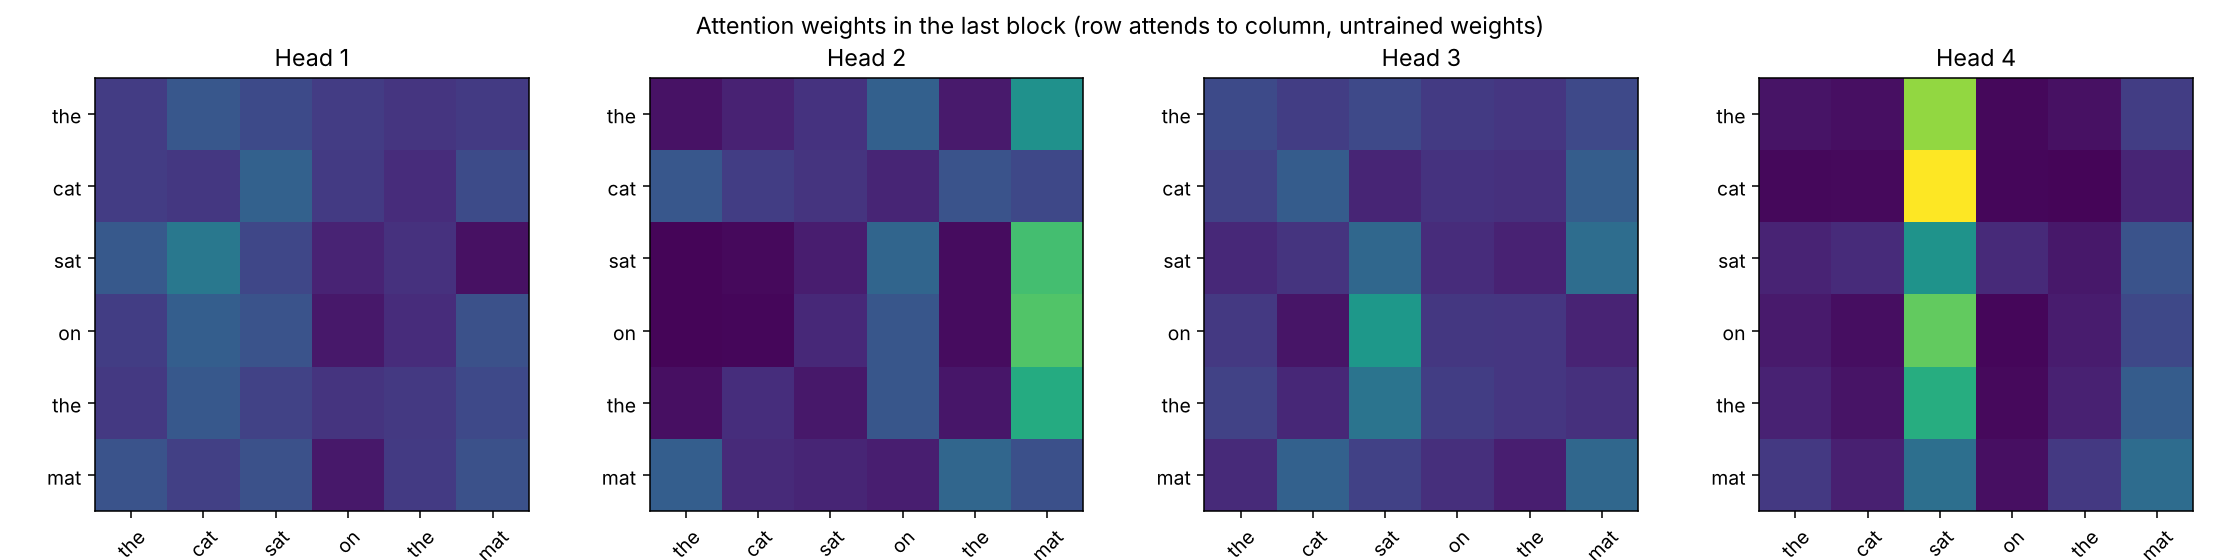 Attention weights in the last block (row attends to column, untrained weights)
Head 1
the
cat
sat
on
the
mat
the cat sat on the mat
Head 2
the
cat
sat
on
the
mat
the cat sat on the mat
Head 3
the
cat
sat
on
the
mat
the cat sat on the mat
Head 4
the
cat
sat
on
the
mat
the cat sat on the mat